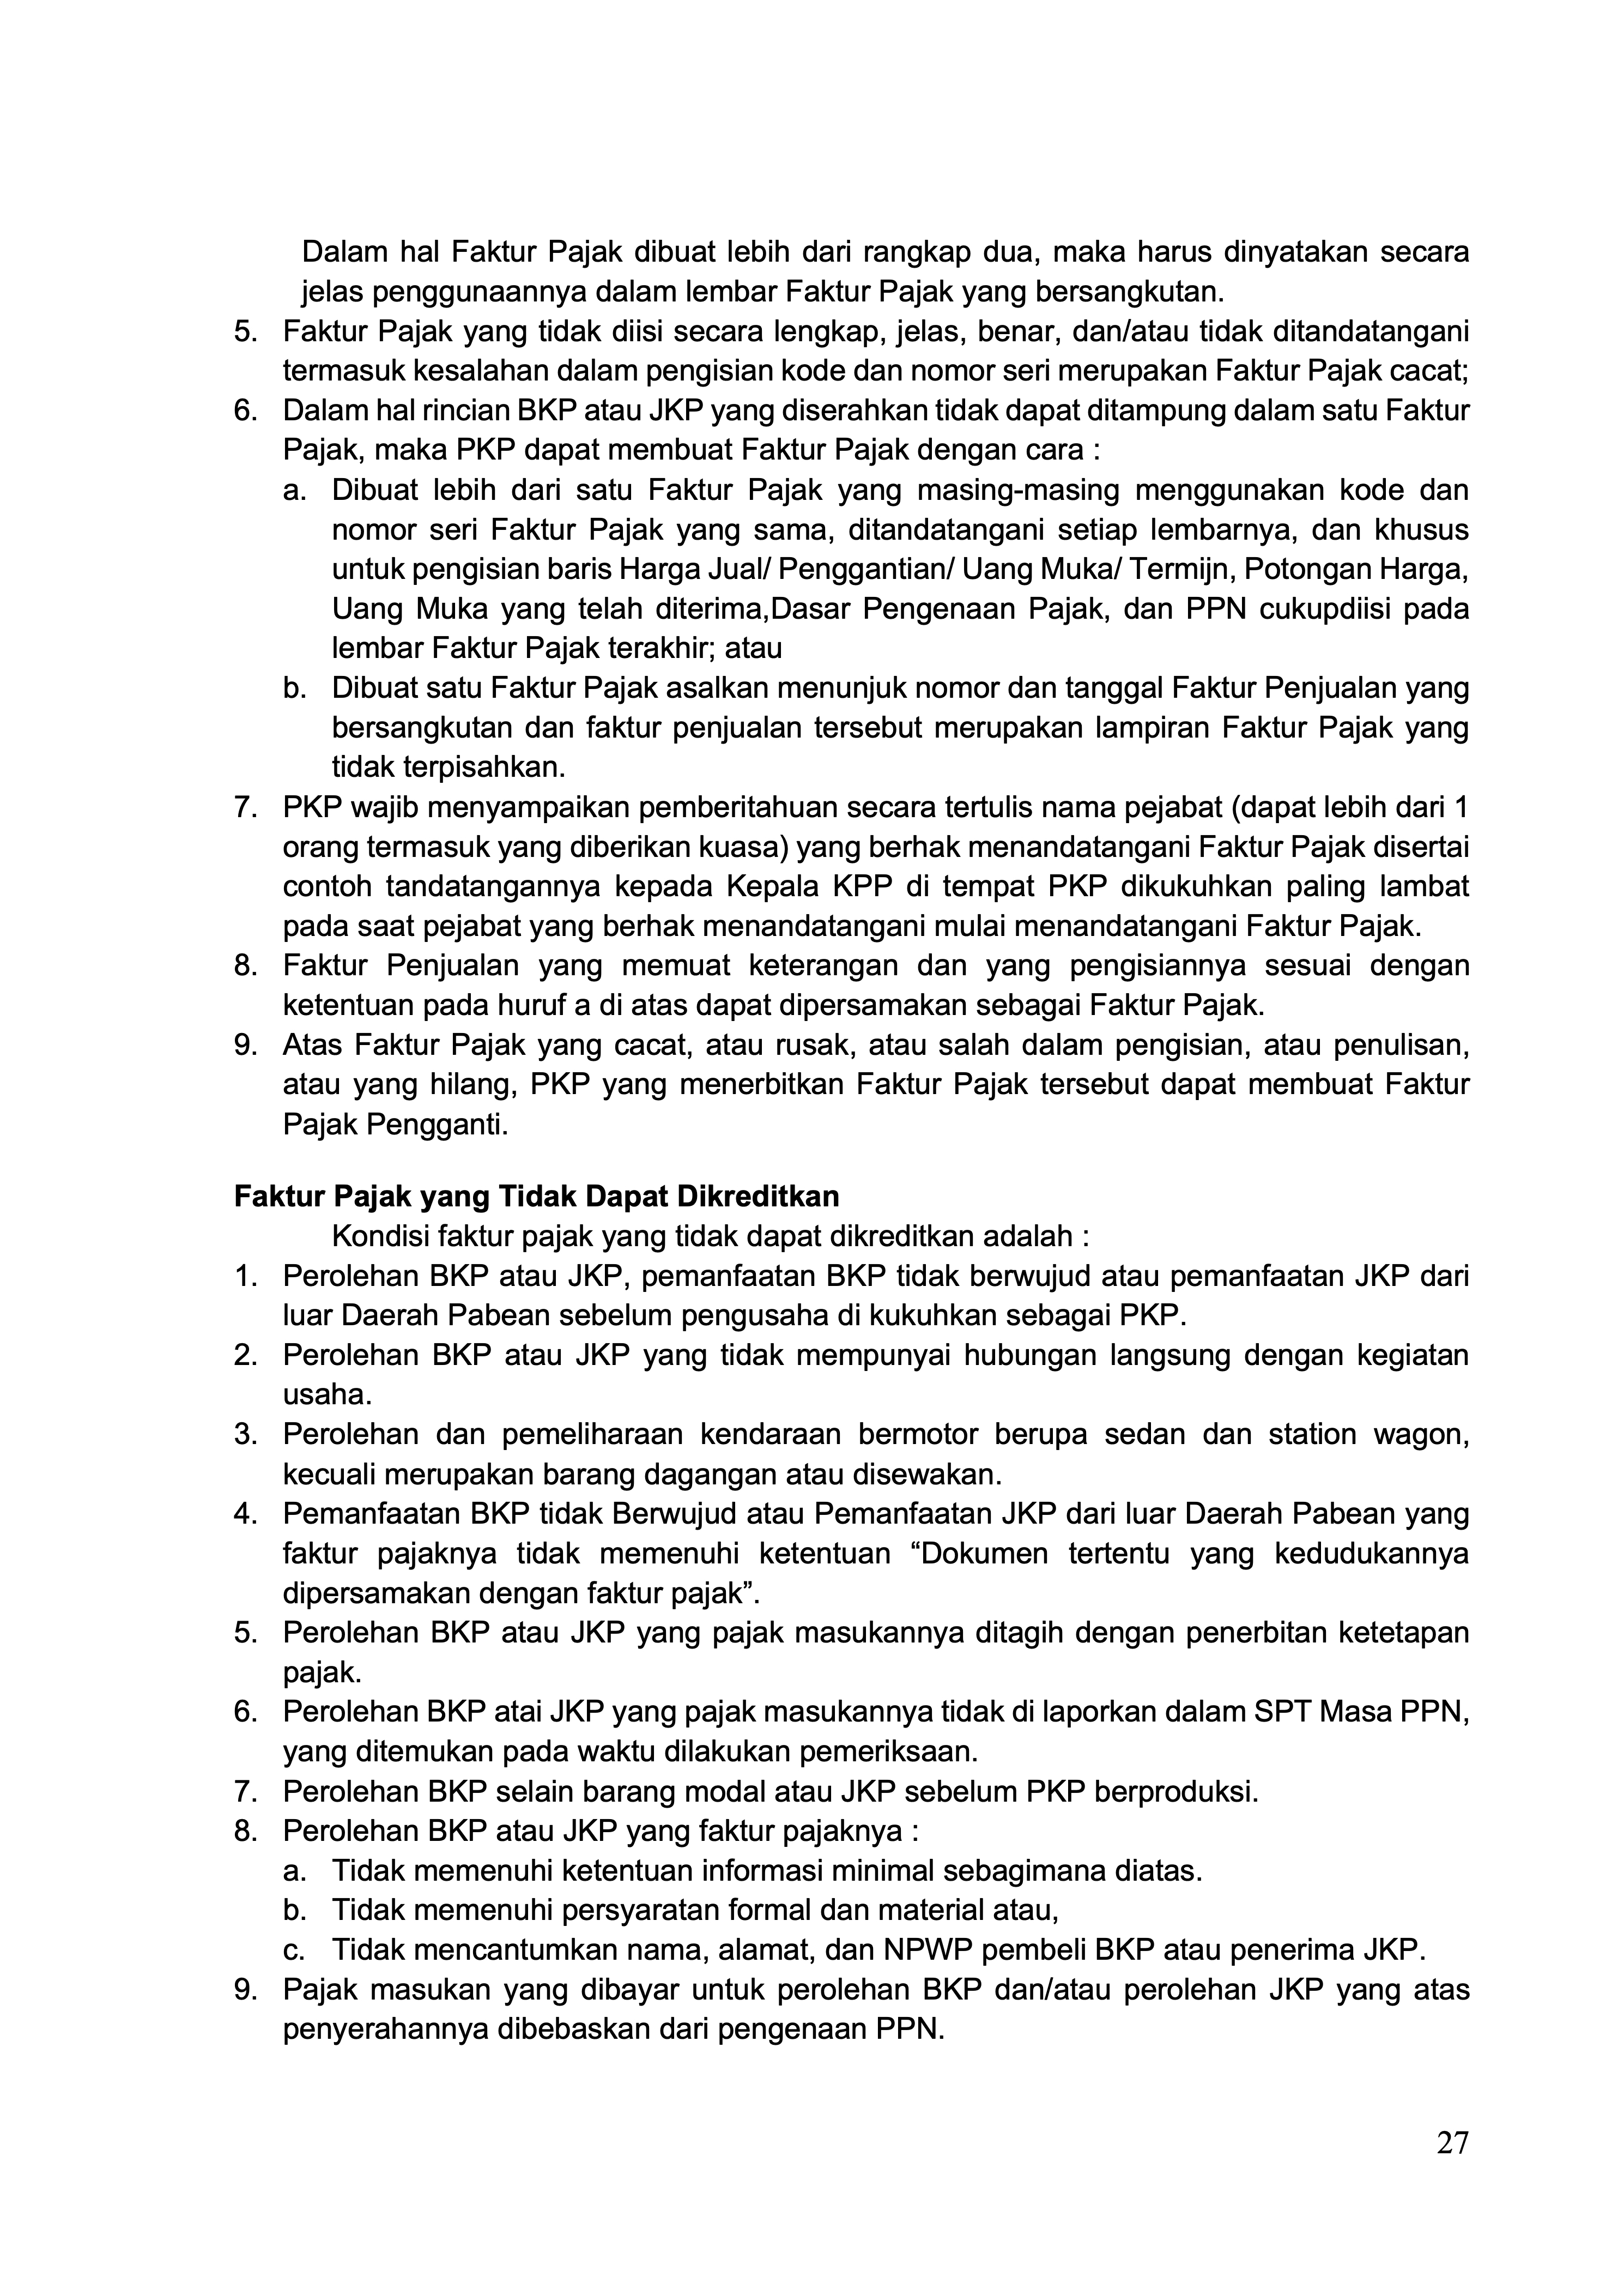 Dalam hal Faktur Pajak dibuat lebih dari rangkap dua, maka harus dinyatakan secara
jelas penggunaannya dalam lembar Faktur Pajak yang bersangkutan.
5. Faktur Pajak yang tidak diisi secara lengkap, jelas, benar, dan/atau tidak ditandatangani
termasuk kesalahan dalam pengisian kode dan nomor seri merupakan Faktur Pajak cacat;
6. Dalam hal rincian BKP atau JKP yang diserahkan tidak dapat ditampung dalam satu Faktur
Pajak, maka PKP dapat membuat Faktur Pajak dengan cara :
a. Dibuat lebih dari satu Faktur Pajak yang masing-masing menggunakan kode dan
nomor seri Faktur Pajak yang sama, ditandatangani setiap lembarnya, dan khusus
untuk pengisian baris Harga Jual/ Penggantian/ Uang Muka/ Termijn, Potongan Harga,
Uang Muka yang telah diterima,Dasar Pengenaan Pajak, dan PPN cukupdiisi pada
lembar Faktur Pajak terakhir; atau
b. Dibuat satu Faktur Pajak asalkan menunjuk nomor dan tanggal Faktur Penjualan yang
bersangkutan dan faktur penjualan tersebut merupakan lampiran Faktur Pajak yang
tidak terpisahkan.
7. PKP wajib menyampaikan pemberitahuan secara tertulis nama pejabat (dapat lebih dari 1
orang termasuk yang diberikan kuasa) yang berhak menandatangani Faktur Pajak disertai
contoh tandatangannya kepada Kepala KPP di tempat PKP dikukuhkan paling lambat
pada saat pejabat yang berhak menandatangani mulai menandatangani Faktur Pajak.
8. Faktur Penjualan yang memuat keterangan dan yang pengisiannya sesuai dengan
ketentuan pada huruf a di atas dapat dipersamakan sebagai Faktur Pajak.
9. Atas Faktur Pajak yang cacat, atau rusak, atau salah dalam pengisian, atau penulisan,
atau yang hilang, PKP yang menerbitkan Faktur Pajak tersebut dapat membuat Faktur
Pajak Pengganti.
Faktur Pajak yang Tidak Dapat Dikreditkan
Kondisi faktur pajak yang tidak dapat dikreditkan adalah :
1. Perolehan BKP atau JKP, pemanfaatan BKP tidak berwujud atau pemanfaatan JKP dari
luar Daerah Pabean sebelum pengusaha di kukuhkan sebagai PKP.
2. Perolehan BKP atau JKP yang tidak mempunyai hubungan langsung dengan kegiatan
usaha.
3. Perolehan dan pemeliharaan kendaraan bermotor berupa sedan dan station wagon,
kecuali merupakan barang dagangan atau disewakan.
4. Pemanfaatan BKP tidak Berwujud atau Pemanfaatan JKP dari luar Daerah Pabean yang
faktur pajaknya tidak memenuhi ketentuan “Dokumen tertentu yang kedudukannya
dipersamakan dengan faktur pajak”.
5. Perolehan BKP atau JKP yang pajak masukannya ditagih dengan penerbitan ketetapan
pajak.
6. Perolehan BKP atai JKP yang pajak masukannya tidak di laporkan dalam SPT Masa PPN,
yang ditemukan pada waktu dilakukan pemeriksaan.
7. Perolehan BKP selain barang modal atau JKP sebelum PKP berproduksi.
8. Perolehan BKP atau JKP yang faktur pajaknya :
a. Tidak memenuhi ketentuan informasi minimal sebagimana diatas.
b. Tidak memenuhi persyaratan formal dan material atau,
c. Tidak mencantumkan nama, alamat, dan NPWP pembeli BKP atau penerima JKP.
9. Pajak masukan yang dibayar untuk perolehan BKP dan/atau perolehan JKP yang atas
penyerahannya dibebaskan dari pengenaan PPN.
27